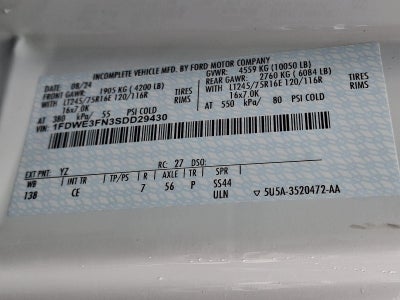 INCOMPLETE VEHICLE MFD. BY FORD MOTOR COMPANY
DATE: 08/24 GVWR: 4559 KG (10050 LB)
FRONT GAWR: 1905 KG (4200 LB) REAR GAWR: 2760 KG (6084 LB)
WITH LT245/75R16E 120/116R TIRES WITH LT245/75R16E 120/116R TIRES
16x7.0K RIMS 16x7.0K RIMS
AT 380 kPa/ 55 PSI COLD AT 550 kPa/ 80 PSI COLD
VIN: 1FDWE3FN3SDD29430
EXT PNT: YZ RC: 27 DSO:
WB INT TR TP/PS R AXLE TR SPR
138 CE 7 56 P SS44
ULN ▽ 5U5A-3520472-AA